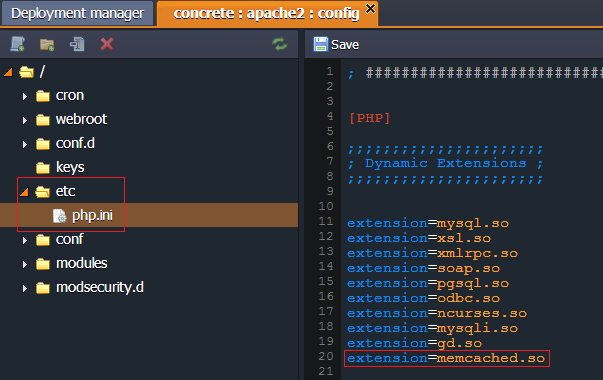 Deployment manager
concrete : apache2 : config
Save
/
cron
webroot
conf.d
keys
etc
php.ini
conf
modules
modsecurity.d
1 ; ############################
2
3
4 [PHP]
5
6 ;;;;;;;;;;;;;;;;;;;;;;
7 ; Dynamic Extensions ;
8 ;;;;;;;;;;;;;;;;;;;;;;
9
10
11 extension=mysql.so
12 extension=xsl.so
13 extension=xmlrpc.so
14 extension=soap.so
15 extension=pgsql.so
16 extension=odbc.so
17 extension=ncurses.so
18 extension=mysqli.so
19 extension=gd.so
20 extension=memcached.so
21